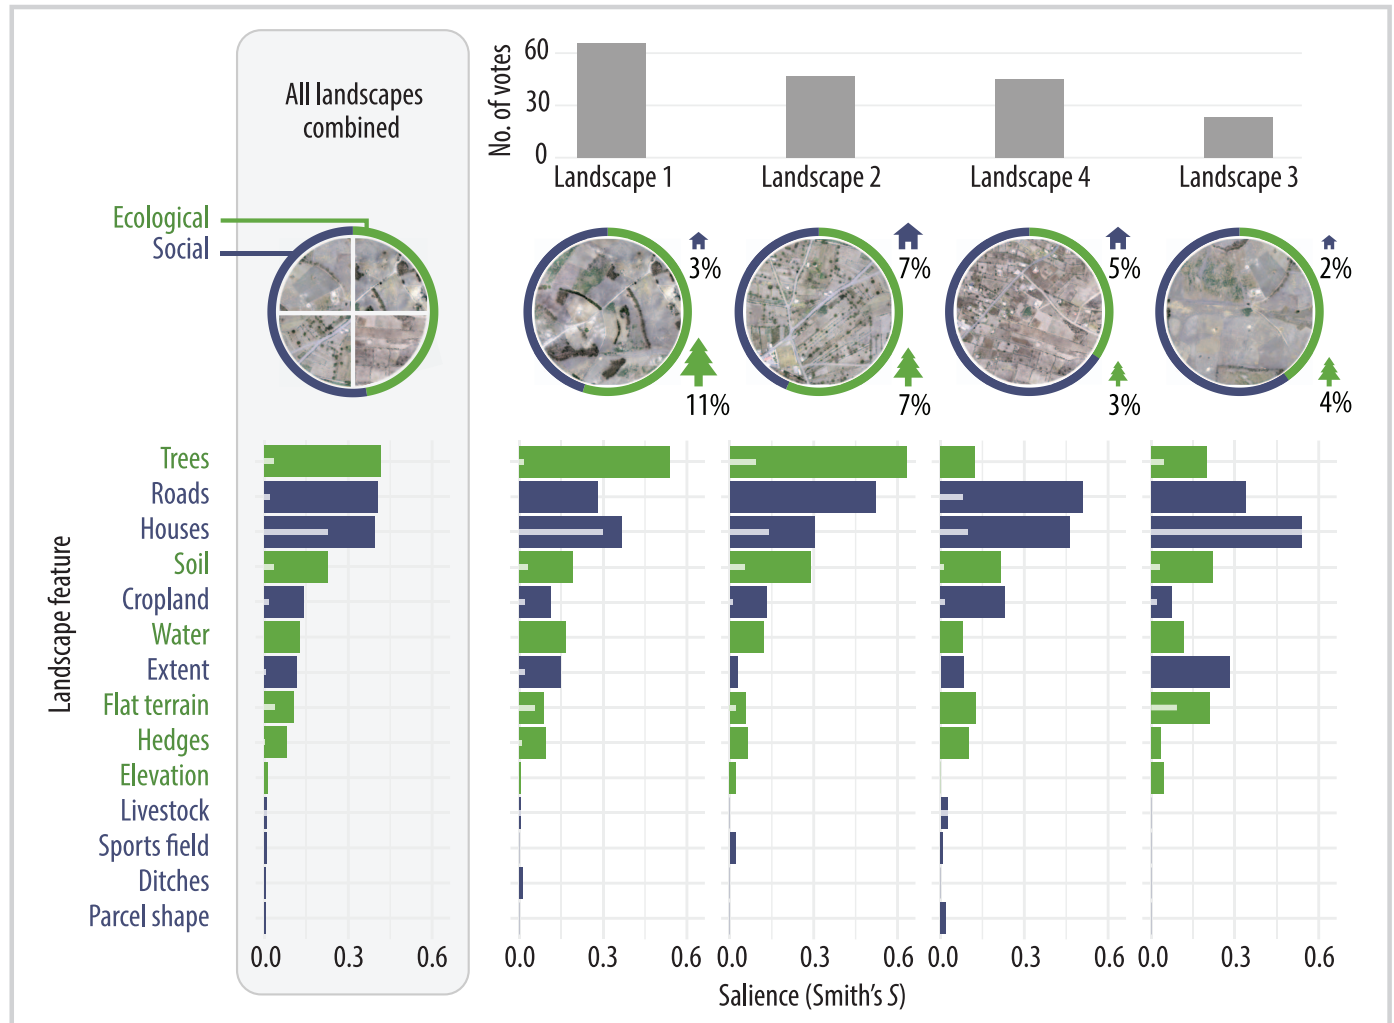 All landscapes
combined
No. of votes
60
30
0
Landscape 1
Landscape 2
Landscape 4
Landscape 3
Ecological
Social
3%
11%
7%
7%
5%
3%
2%
4%
Landscape feature
Trees
Roads
Houses
Soil
Cropland
Water
Extent
Flat terrain
Hedges
Elevation
Livestock
Sports field
Ditches
Parcel shape
0.0 0.3 0.6
0.0 0.3 0.6
0.0 0.3 0.6
0.0 0.3 0.6
0.0 0.3 0.6
Salience (Smith's S)